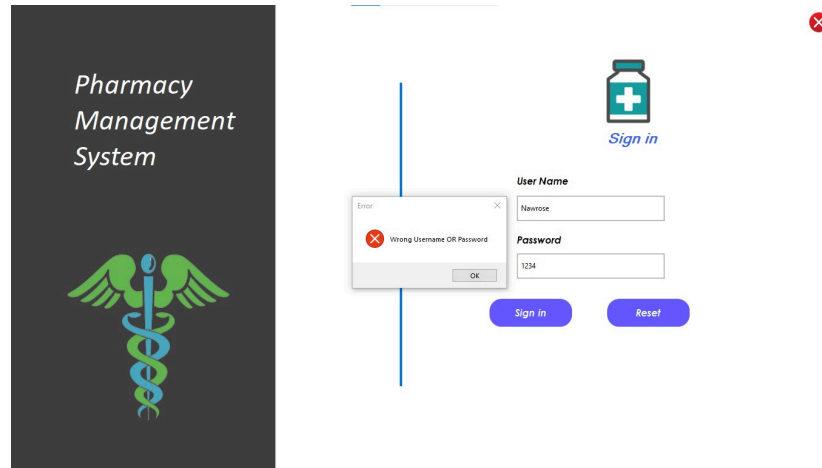 Pharmacy
Management
System
Sign in
User Name
Nawrose
Password
1234
Sign in
Reset
Error
Wrong Username OR Password
OK